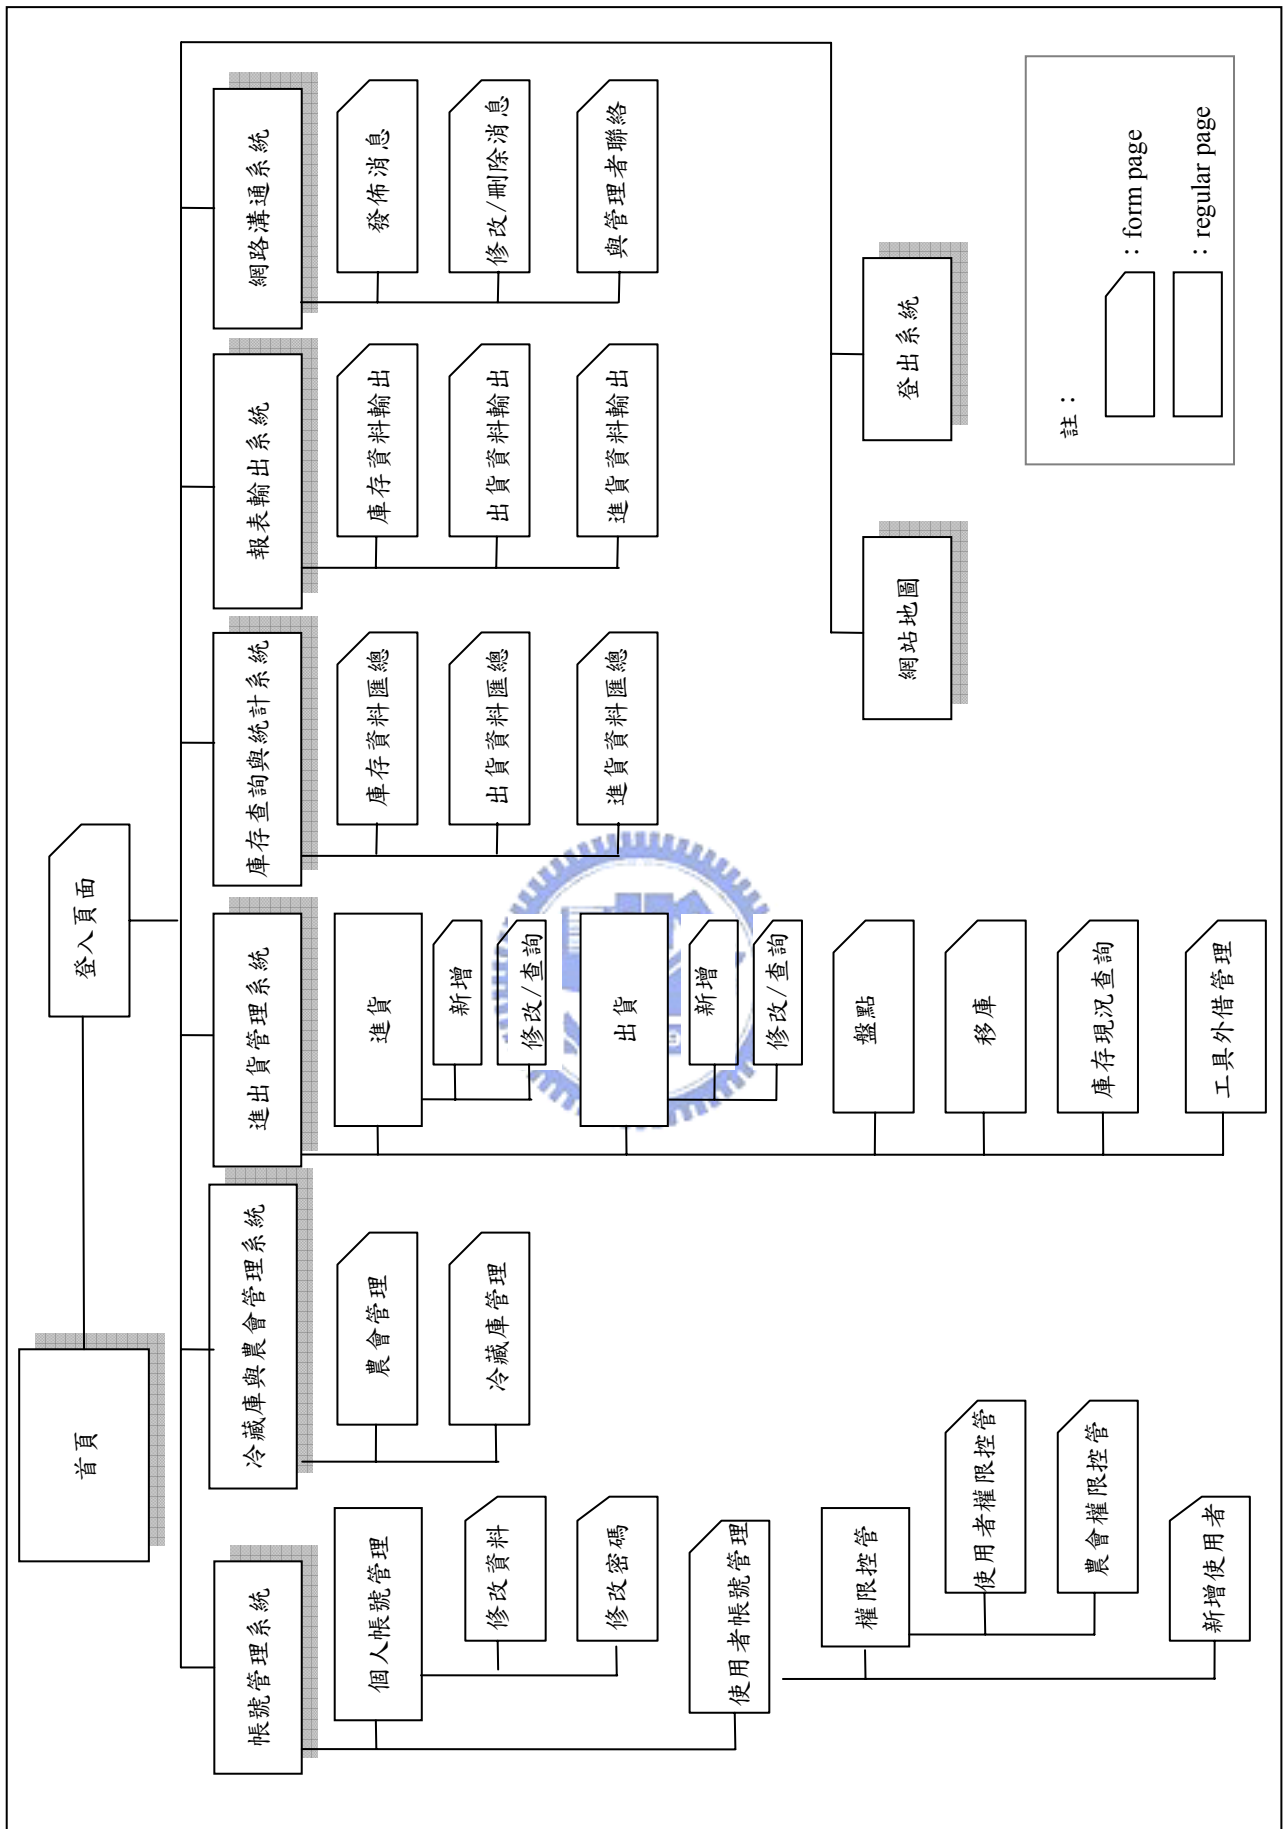 首頁
登入頁面
帳號管理系統
個人帳號管理
修改資料
修改密碼
使用者帳號管理
權限控管
使用者權限控管
農會權限控管
新增使用者
冷藏庫與農會管理系統
農會管理
冷藏庫管理
進出貨管理系統
進貨
新增
修改/查詢
出貨
新增
修改/查詢
盤點
移庫
庫存現況查詢
工具外借管理
庫存查詢與統計系統
庫存資料匯總
出貨資料匯總
進貨資料匯總
報表輸出系統
庫存資料輸出
出貨資料輸出
進貨資料輸出
網路溝通系統
發佈消息
修改/刪除消息
與管理者聯絡
網站地圖
登出系統
註：
：form page
：regular page